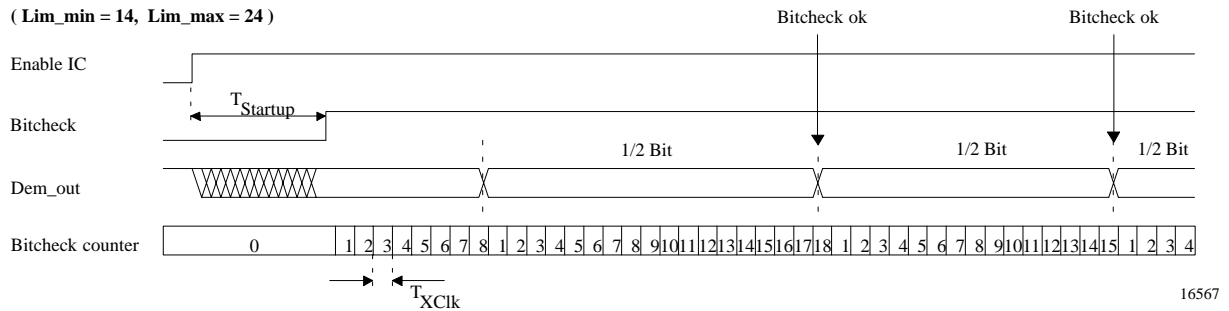 ( Lim_min = 14, Lim_max = 24 )
Bitcheck ok
Bitcheck ok
Enable IC
T Startup
Bitcheck
1/2 Bit
1/2 Bit
1/2 Bit
Dem_out
Bitcheck counter
0
1 2 3 4 5 6 7 8 1 2 3 4 5 6 7 8 9 10 11 12 13 14 15 16 17 18 1 2 3 4 5 6 7 8 9 10 11 12 13 14 15 1 2 3 4
T XClk
16567